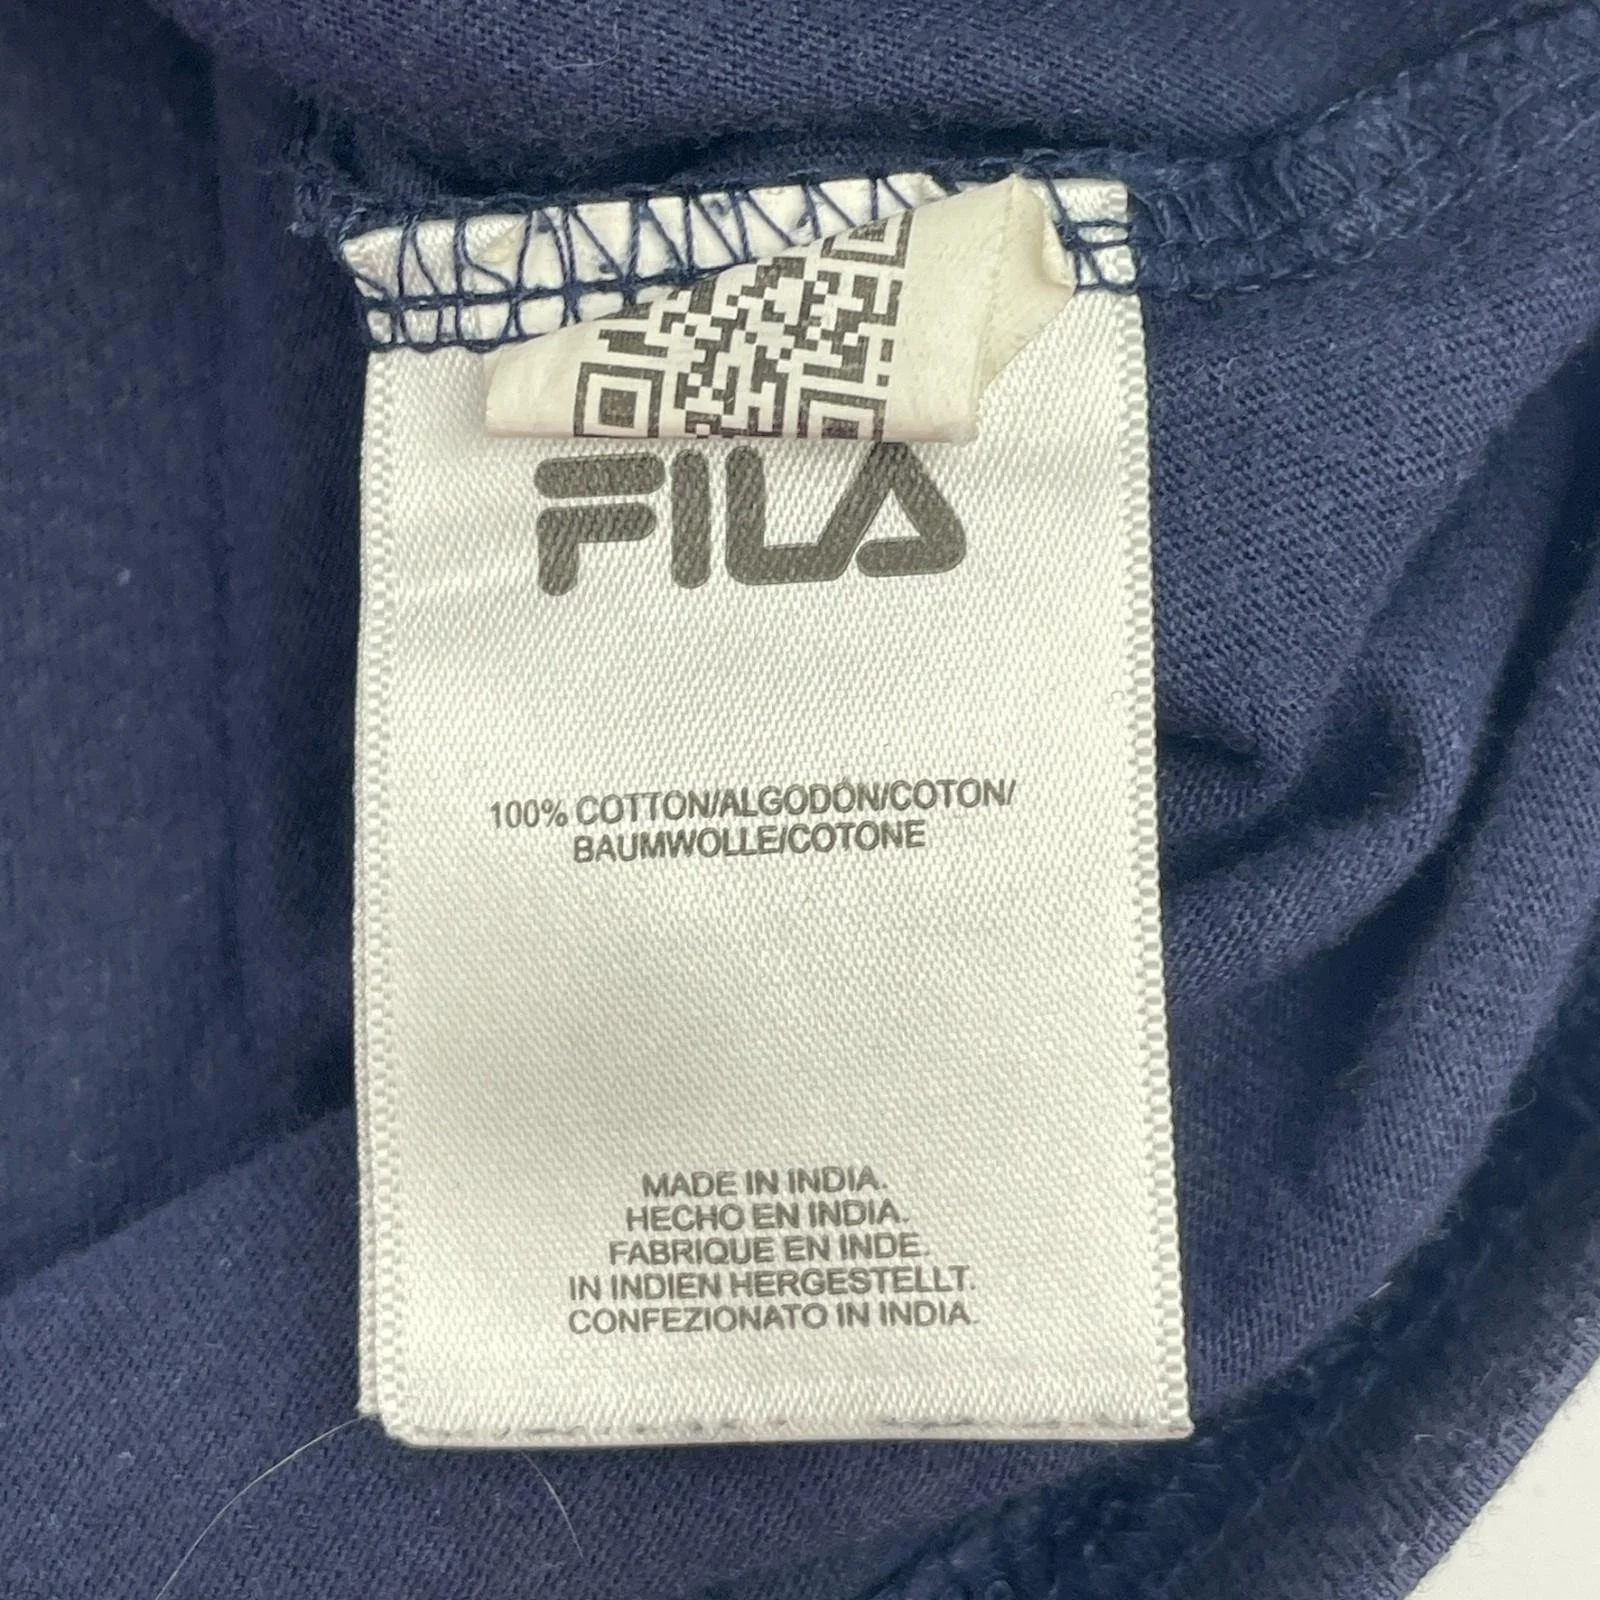 FILA
100% COTTON/ALGODÓN/COTON/
BAUMWOLLE/COTONE
MADE IN INDIA.
HECHO EN INDIA.
FABRIQUE EN INDE.
IN INDIEN HERGESTELLT.
CONFEZIONATO IN INDIA.